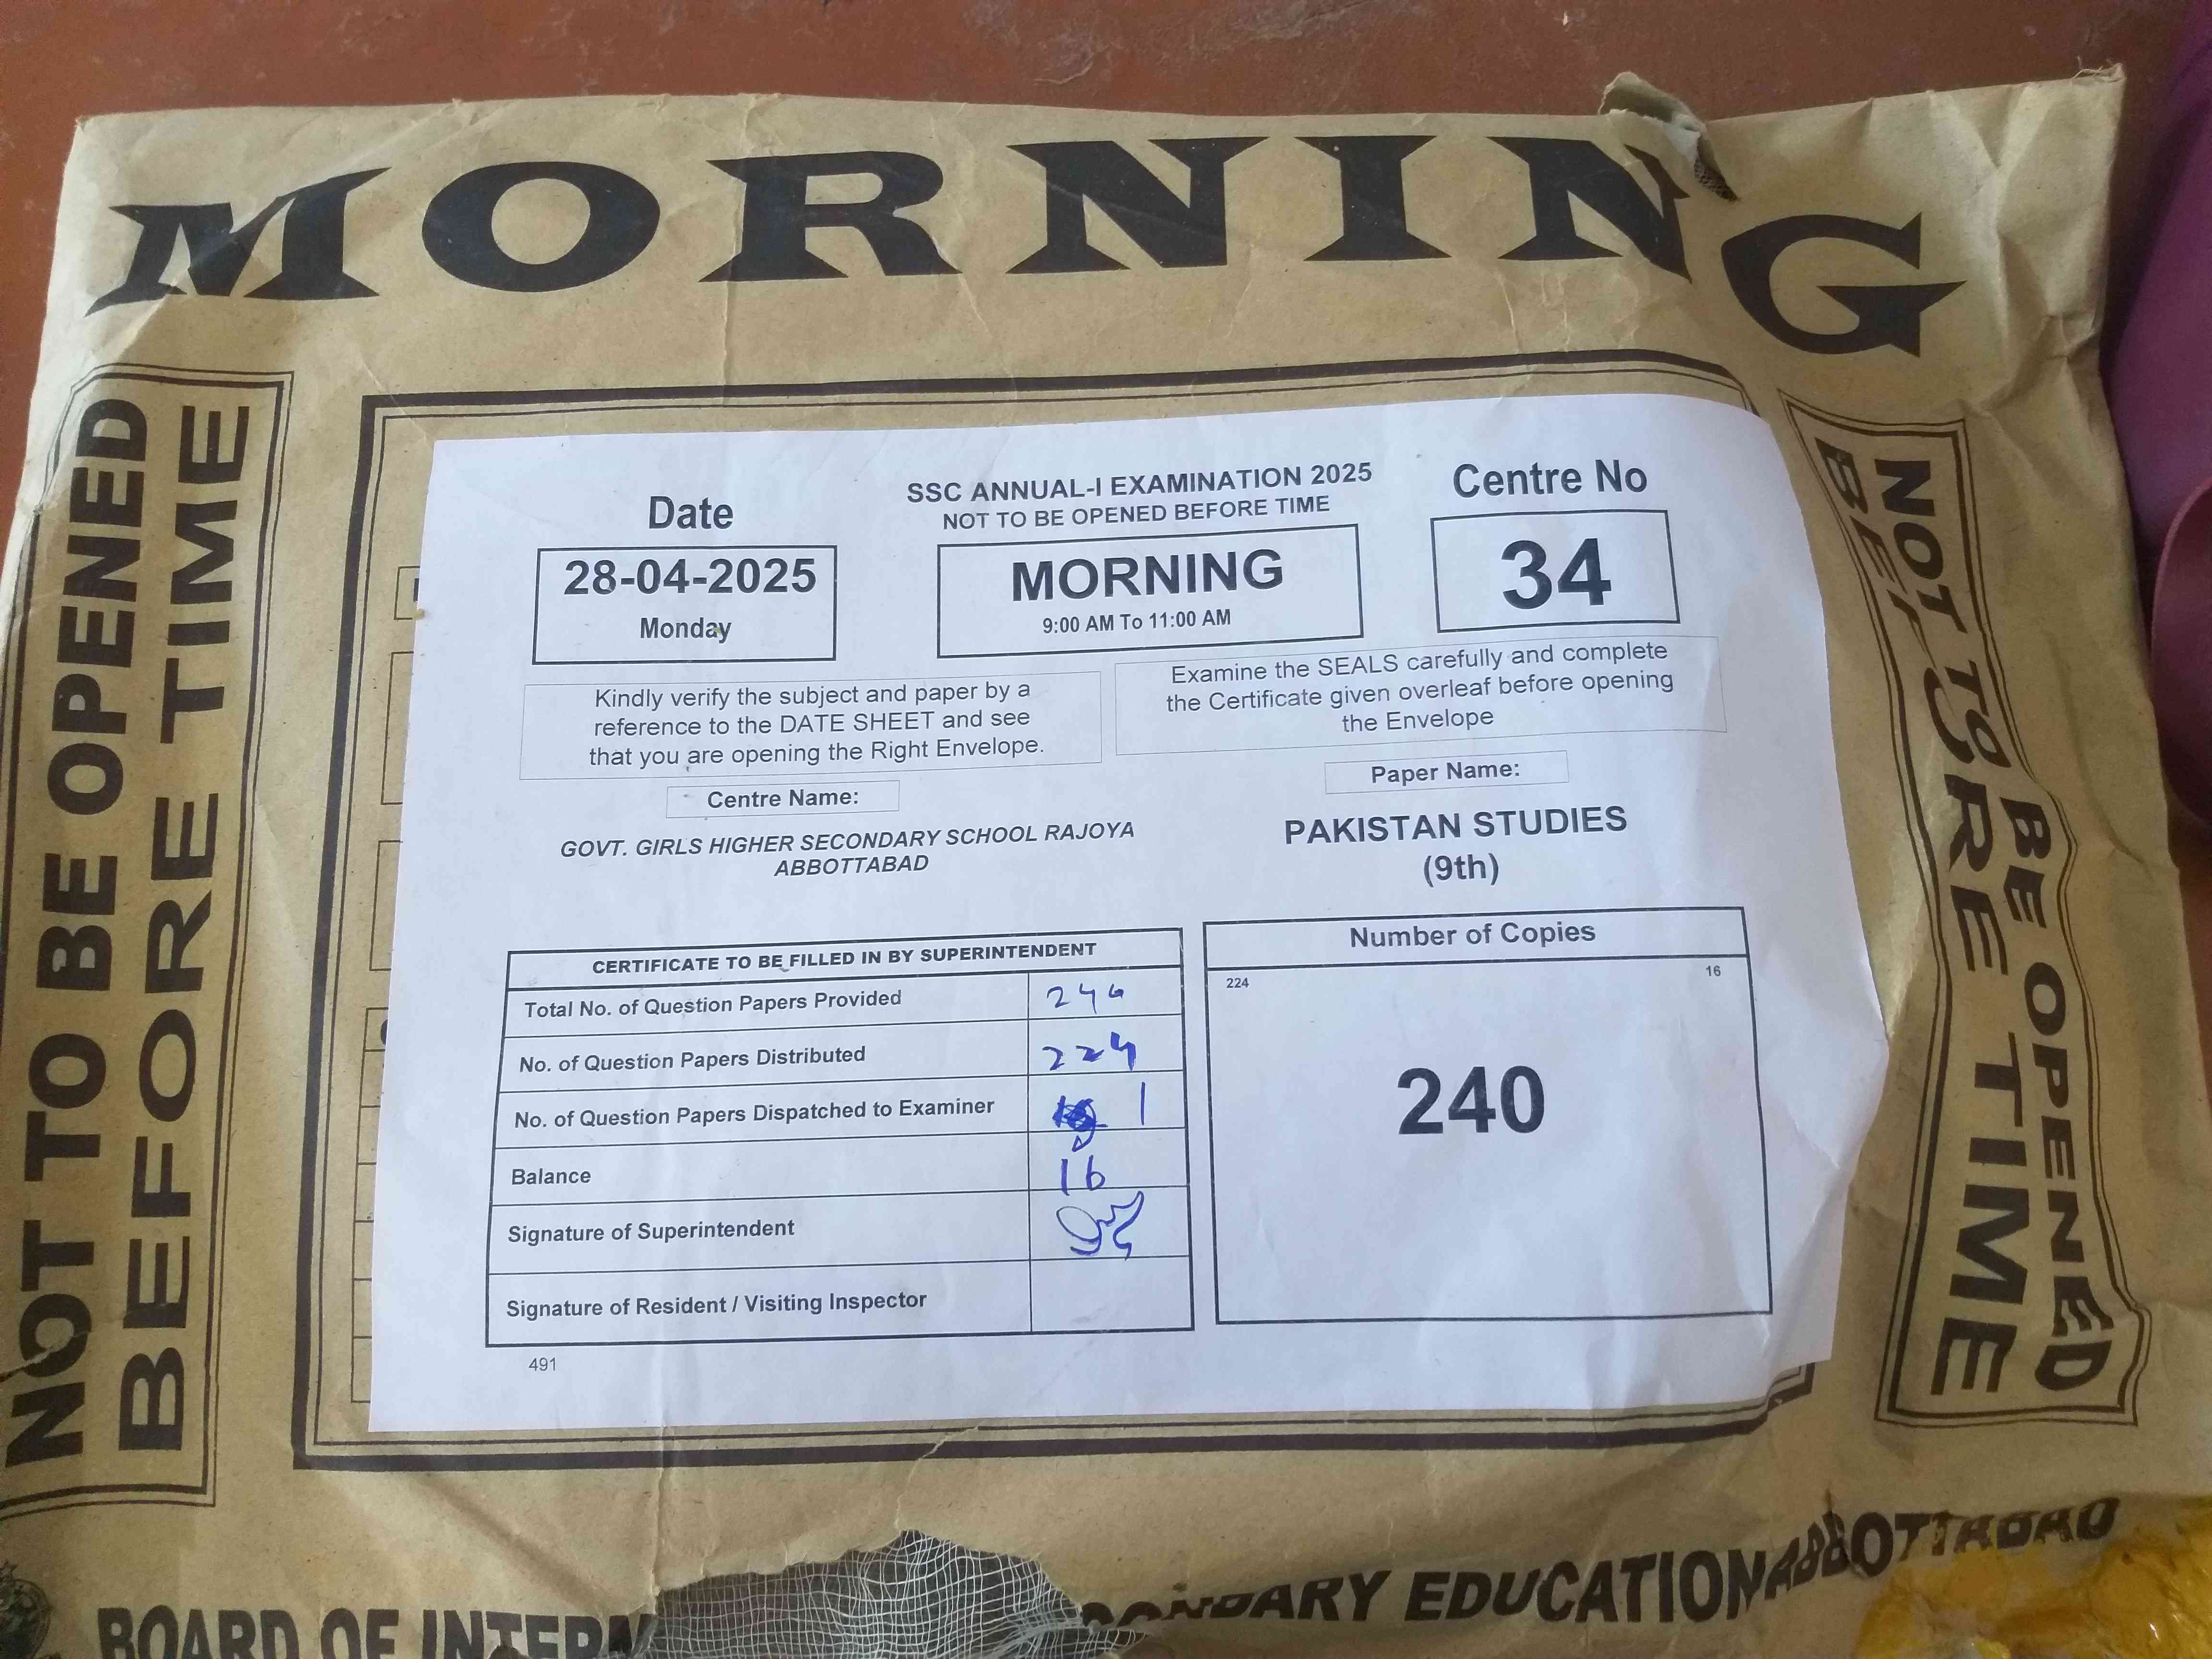 MORNING
NOT TO BE OPENED
BEFORE TIME
SSC ANNUAL-I EXAMINATION 2025
NOT TO BE OPENED BEFORE TIME
Date
28-04-2025
Monday
MORNING
9:00 AM To 11:00 AM
Centre No
34
Kindly verify the subject and paper by a
reference to the DATE SHEET and see
that you are opening the Right Envelope.
Examine the SEALS carefully and complete
the Certificate given overleaf before opening
the Envelope
Centre Name:
GOVT. GIRLS HIGHER SECONDARY SCHOOL RAJOYA
ABBOTTABAD
Paper Name:
PAKISTAN STUDIES
(9th)
CERTIFICATE TO BE FILLED IN BY SUPERINTENDENT
Total No. of Question Papers Provided 240
No. of Question Papers Distributed 224
No. of Question Papers Dispatched to Examiner 1
Balance 16
Signature of Superintendent
Signature of Resident / Visiting Inspector
491
Number of Copies
224 16
240
NOT TO BE OPENED
BEFORE TIME
BOARD OF INTERM
ONDARY EDUCATION ABBOTTABAD